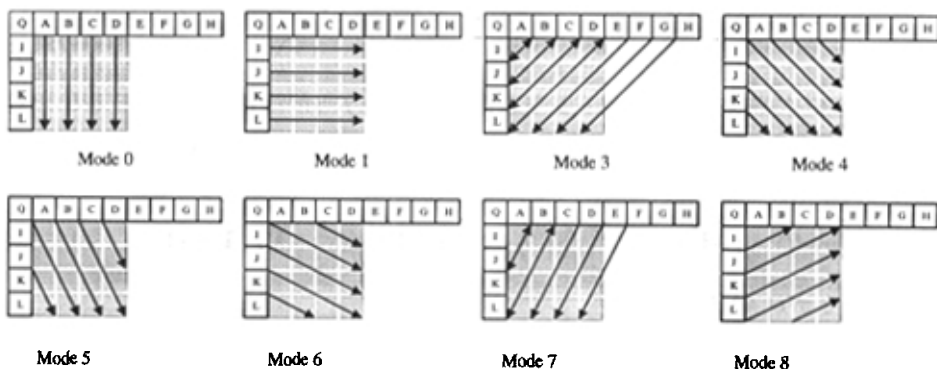 Q A B C D E F G H
I
J
K
L
Mode 0
Q A B C D E F G H
I
J
K
L
Mode 1
Q A B C D E F G H
I
J
K
L
Mode 3
Q A B C D E F G H
I
J
K
L
Mode 4
Q A B C D E F G H
I
J
K
L
Mode 5
Q A B C D E F G H
I
J
K
L
Mode 6
Q A B C D E F G H
I
J
K
L
Mode 7
Q A B C D E F G H
I
J
K
L
Mode 8